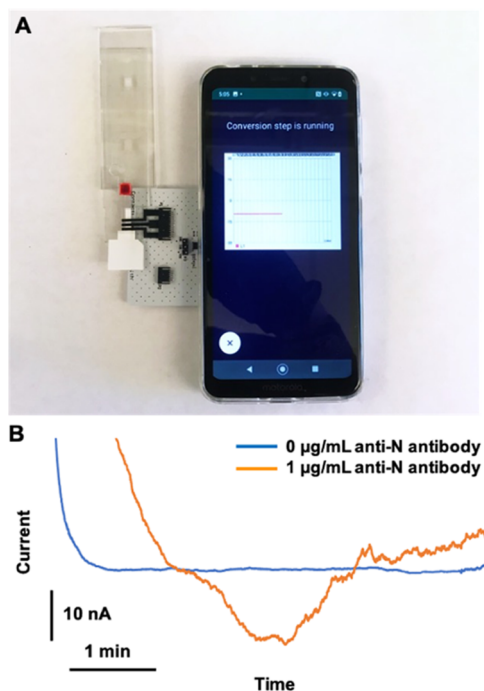 A
5:05
Conversion step is running
motorola
B
0 µg/mL anti-N antibody
1 µg/mL anti-N antibody
Current
10 nA
1 min
Time